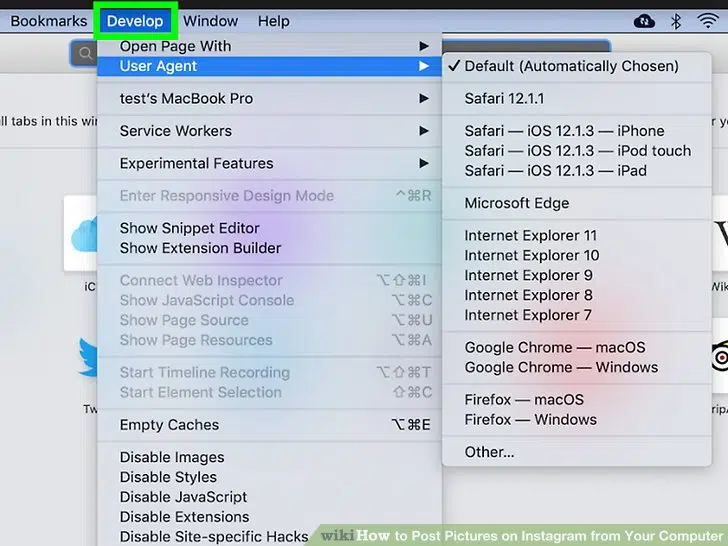 Bookmarks Develop Window Help
Open Page With
User Agent
test's MacBook Pro
Service Workers
Experimental Features
Enter Responsive Design Mode ^⌘R
Show Snippet Editor
Show Extension Builder
Connect Web Inspector ⌥⇧⌘I
Show JavaScript Console ⌥⌘C
Show Page Source ⌥⌘U
Show Page Resources ⌥⌘A
Start Timeline Recording ⌥⇧⌘T
Start Element Selection ⇧⌘C
Empty Caches ⌥⌘E
Disable Images
Disable Styles
Disable JavaScript
Disable Extensions
Disable Site-specific Hacks
✓ Default (Automatically Chosen)
Safari 12.1.1
Safari — iOS 12.1.3 — iPhone
Safari — iOS 12.1.3 — iPod touch
Safari — iOS 12.1.3 — iPad
Microsoft Edge
Internet Explorer 11
Internet Explorer 10
Internet Explorer 9
Internet Explorer 8
Internet Explorer 7
Google Chrome — macOS
Google Chrome — Windows
Firefox — macOS
Firefox — Windows
Other...
all tabs in this win
iC
Tw
wikiHow to Post Pictures on Instagram from Your Computer